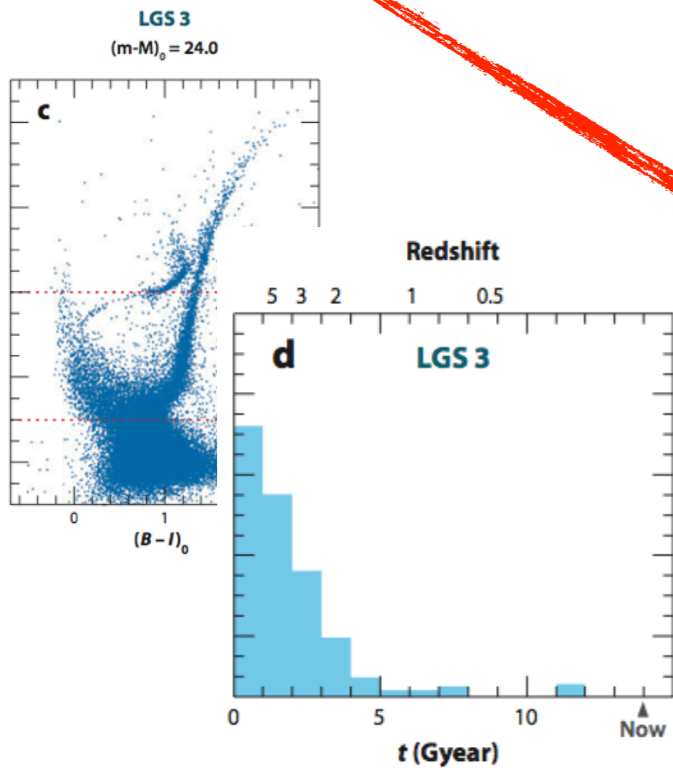 LGS 3
(m-M)₀ = 24.0
c
0 1
(B – I)₀
Redshift
5 3 2 1 0.5
d LGS 3
0 5 10
Now
t (Gyear)